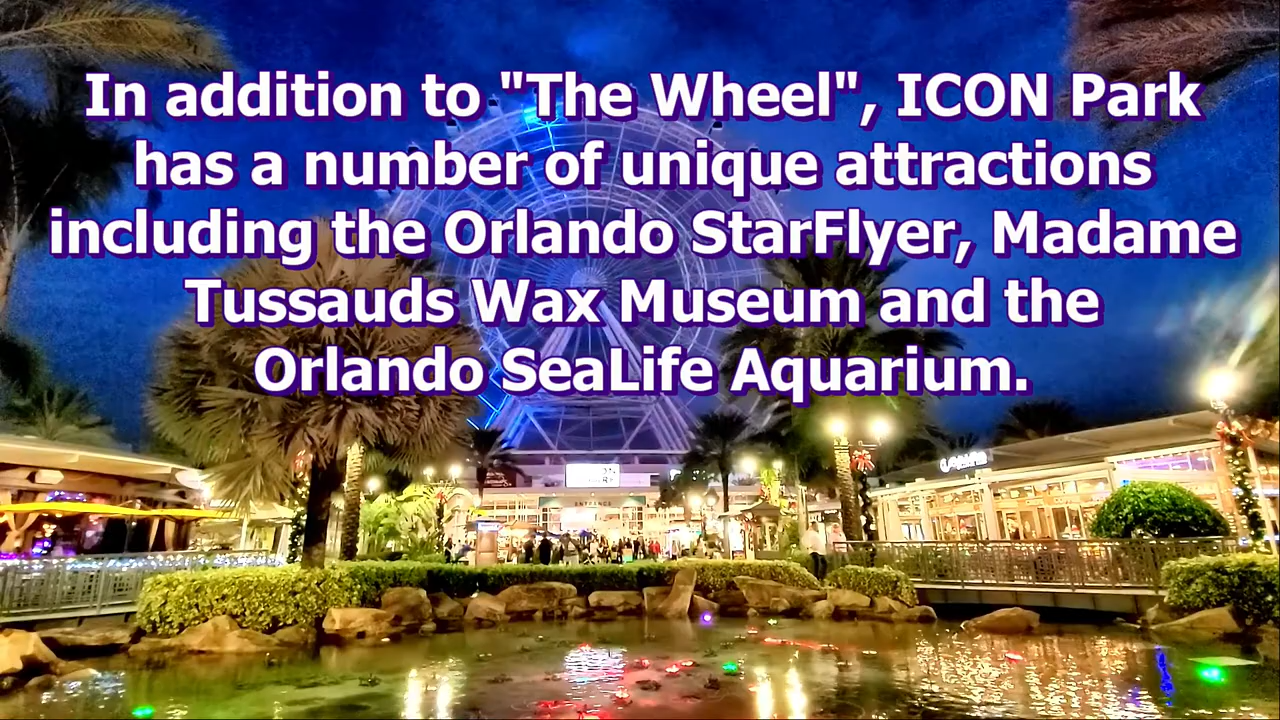 In addition to "The Wheel", ICON Park
has a number of unique attractions
including the Orlando StarFlyer, Madame
Tussauds Wax Museum and the
Orlando SeaLife Aquarium.
ENTRANCE